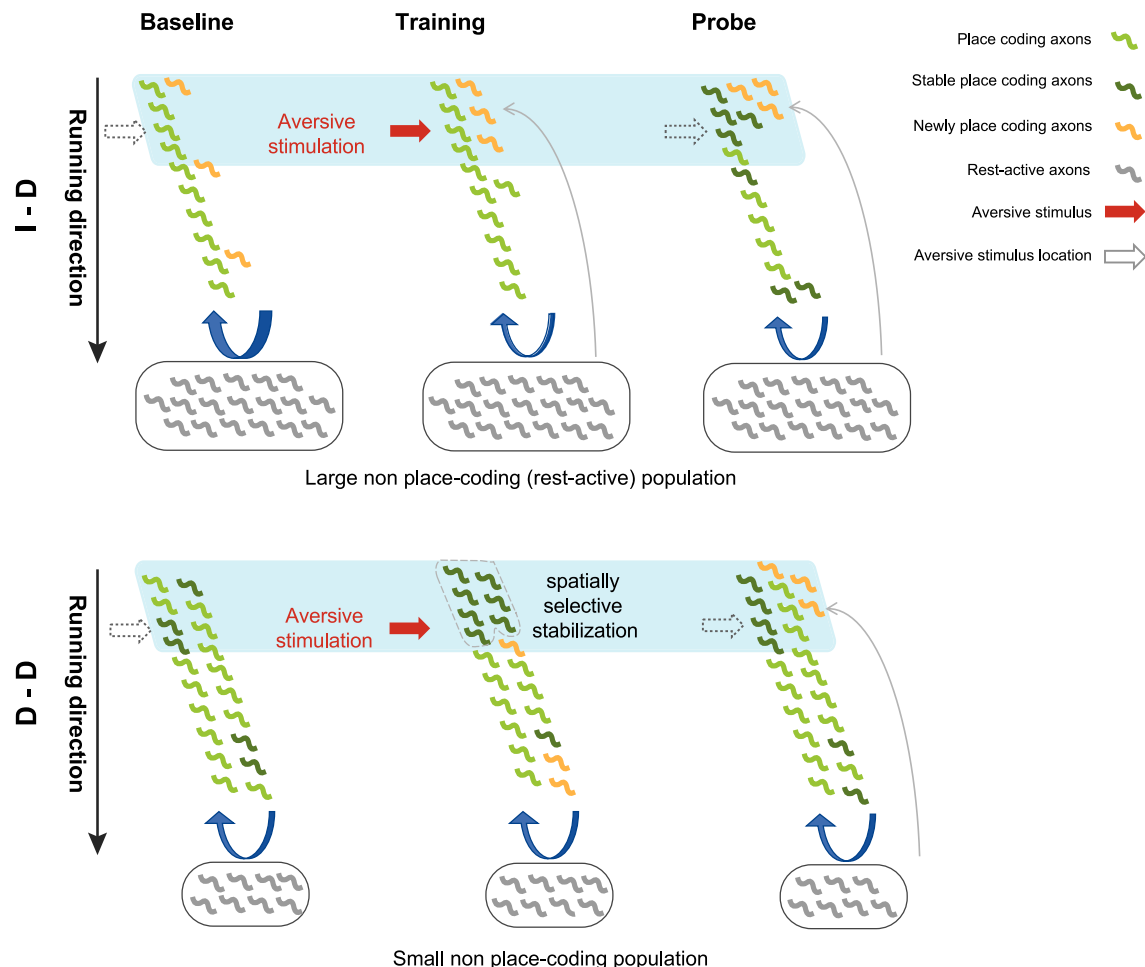 Baseline
Training
Probe
Place coding axons
Stable place coding axons
Newly place coding axons
Rest-active axons
Aversive stimulus
Aversive stimulus location
I - D
Running direction
Aversive
stimulation
Large non place-coding (rest-active) population
D - D
Running direction
Aversive
stimulation
spatially
selective
stabilization
Small non place-coding population